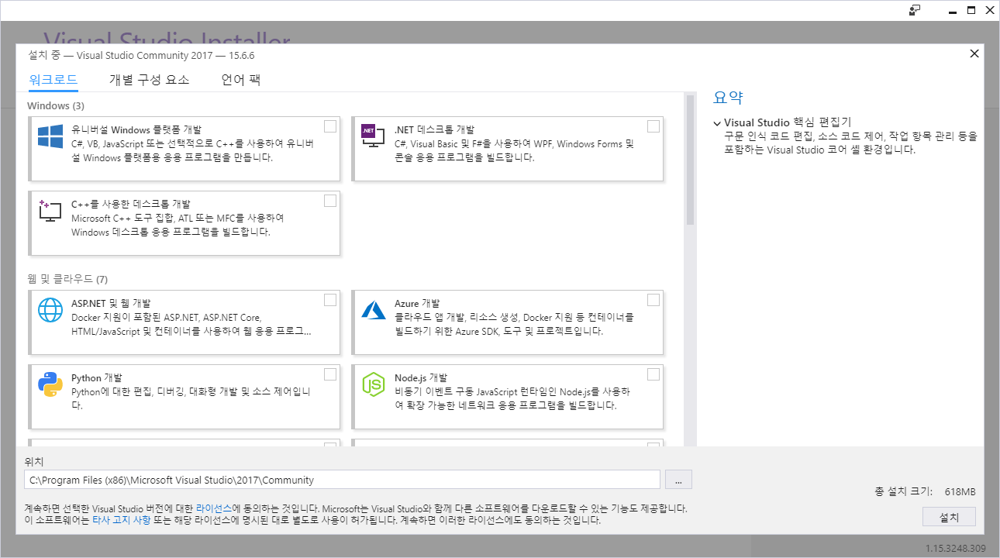 Visual Studio Installer
설치 중 — Visual Studio Community 2017 — 15.6.6
워크로드 개별 구성 요소 언어 팩
Windows (3)
유니버설 Windows 플랫폼 개발
C#, VB, JavaScript 또는 선택적으로 C++를 사용하여 유니버
설 Windows 플랫폼용 응용 프로그램을 만듭니다.
.NET
.NET 데스크톱 개발
C#, Visual Basic 및 F#을 사용하여 WPF, Windows Forms 및
콘솔 응용 프로그램을 빌드합니다.
C++를 사용한 데스크톱 개발
Microsoft C++ 도구 집합, ATL 또는 MFC를 사용하여
Windows 데스크톱 응용 프로그램을 빌드합니다.
웹 및 클라우드 (7)
ASP.NET 및 웹 개발
Docker 지원이 포함된 ASP.NET, ASP.NET Core,
HTML/JavaScript 및 컨테이너를 사용하여 웹 응용 프로그...
Azure 개발
클라우드 앱 개발, 리소스 생성, Docker 지원 등 컨테이너를
빌드하기 위한 Azure SDK, 도구 및 프로젝트입니다.
Python 개발
Python에 대한 편집, 디버깅, 대화형 개발 및 소스 제어입니
다.
JS
Node.js 개발
비동기 이벤트 구동 JavaScript 런타임인 Node.js를 사용하
여 확장 가능한 네트워크 응용 프로그램을 빌드합니다.
요약
Visual Studio 핵심 편집기
구문 인식 코드 편집, 소스 코드 제어, 작업 항목 관리 등을
포함하는 Visual Studio 코어 셸 환경입니다.
위치
C:\Program Files (x86)\Microsoft Visual Studio\2017\Community
...
계속하면 선택한 Visual Studio 버전에 대한 라이선스에 동의하는 것입니다. Microsoft는 Visual Studio와 함께 다른 소프트웨어를 다운로드할 수 있는 기능도 제공합니다.
이 소프트웨어는 타사 고지 사항 또는 해당 라이선스에 명시된 대로 별도로 사용이 허가됩니다. 계속하면 이러한 라이선스에도 동의하는 것입니다.
총 설치 크기: 618MB
설치
1.15.3248.309